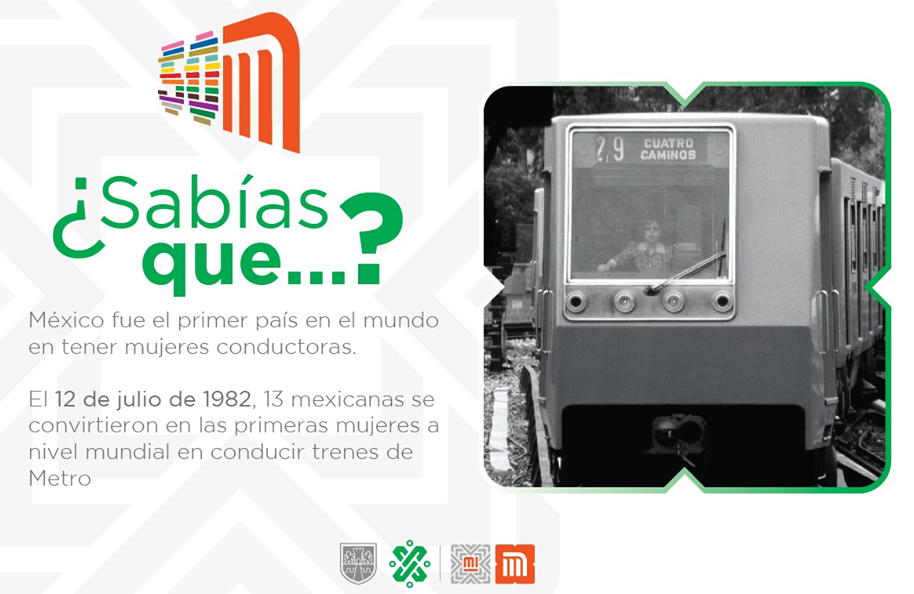 50
¿Sabías
que...?
México fue el primer país en el mundo
en tener mujeres conductoras.
El 12 de julio de 1982, 13 mexicanas se
convirtieron en las primeras mujeres a
nivel mundial en conducir trenes de
Metro
2,9 CUATRO
CAMINOS